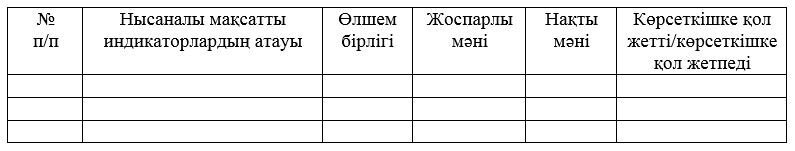 №
п/п
Нысаналы мақсатты
индикаторлардың атауы
Өлшем
бірлігі
Жоспарлы
мәні
Нақты
мәні
Көрсеткішке қол
жетті/көрсеткішке
қол жетпеді